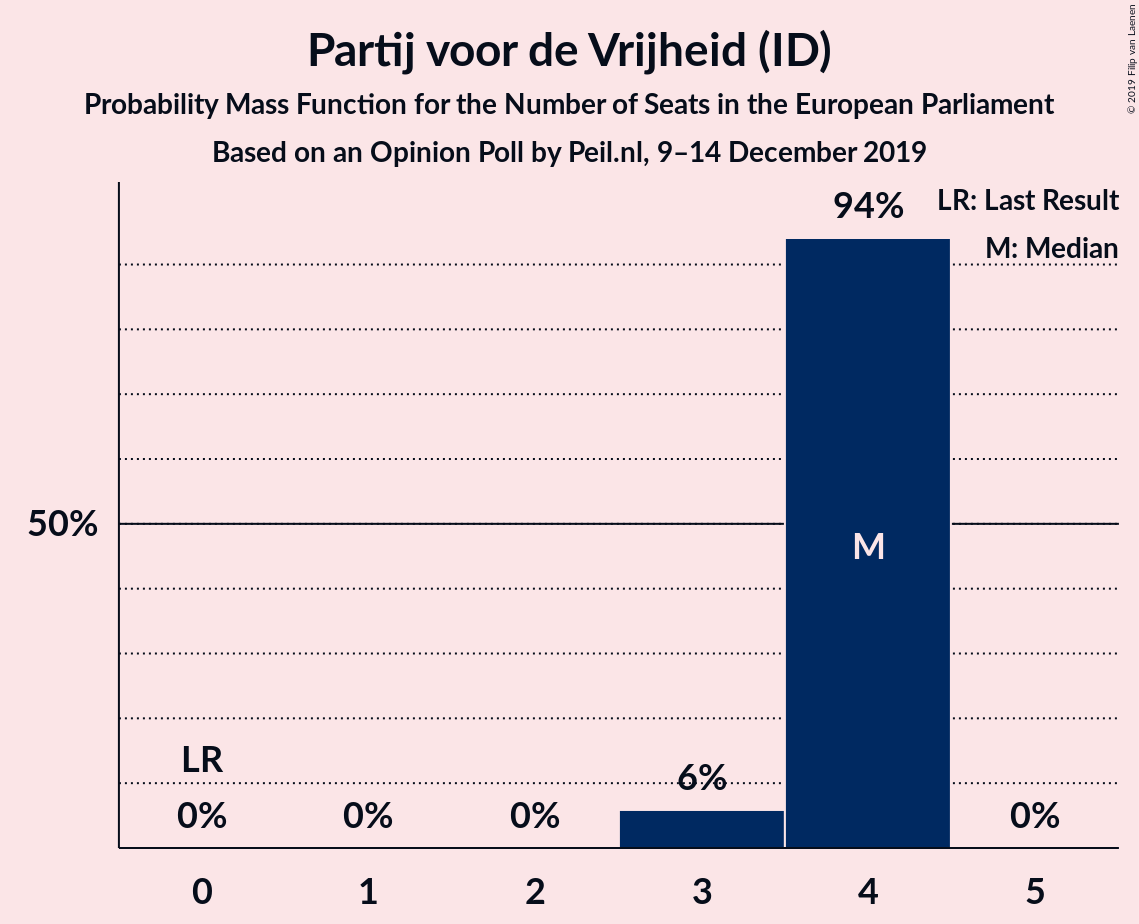 Partij voor de Vrijheid (ID)
Probability Mass Function for the Number of Seats in the European Parliament
Based on an Opinion Poll by Peil.nl, 9–14 December 2019
© 2019 Filip van Laenen
LR: Last Result
M: Median
94%
50%
M
LR
6%
0%
0%
0%
0%
0
1
2
3
4
5